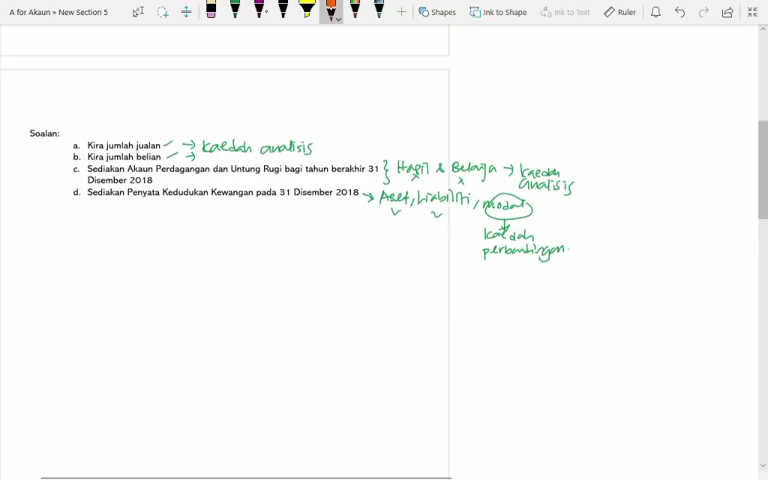 A for Akaun » New Section 5
Shapes
Ink to Shape
Ink to Text
Ruler
Soalan:
a. Kira jumlah jualan → kaedah analisis
b. Kira jumlah belian →
c. Sediakan Akaun Perdagangan dan Untung Rugi bagi tahun berakhir 31 } Hasil & Belanja → kaedah
Disember 2018 analisis
d. Sediakan Penyata Kedudukan Kewangan pada 31 Disember 2018 → Aset, Liabiliti, modal
kaedah
perbandingan.